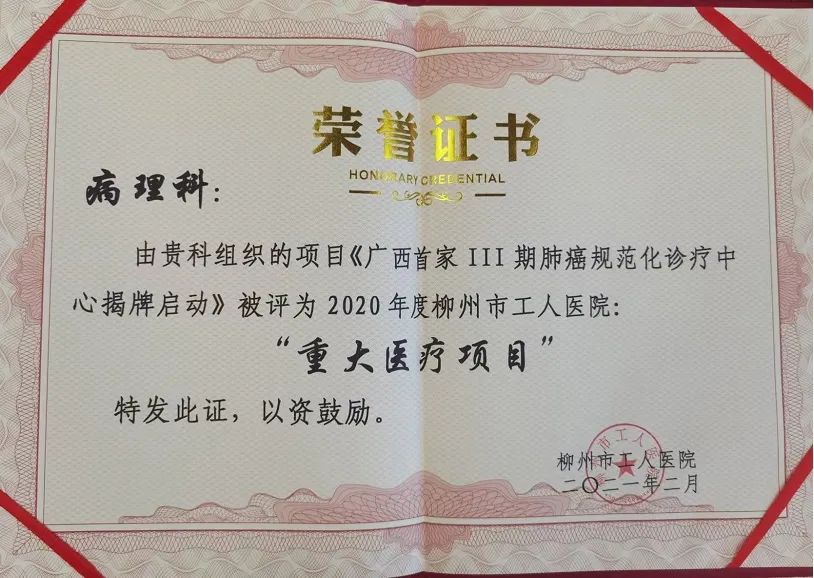 荣誉证书
HONORARY CREDENTIAL
病理科：
由贵科组织的项目《广西首家 III 期肺癌规范化诊疗中
心揭牌启动》被评为 2020 年度柳州市工人医院：
“重大医疗项目”
特发此证，以资鼓励。
柳州市工人医院
二〇二一年二月